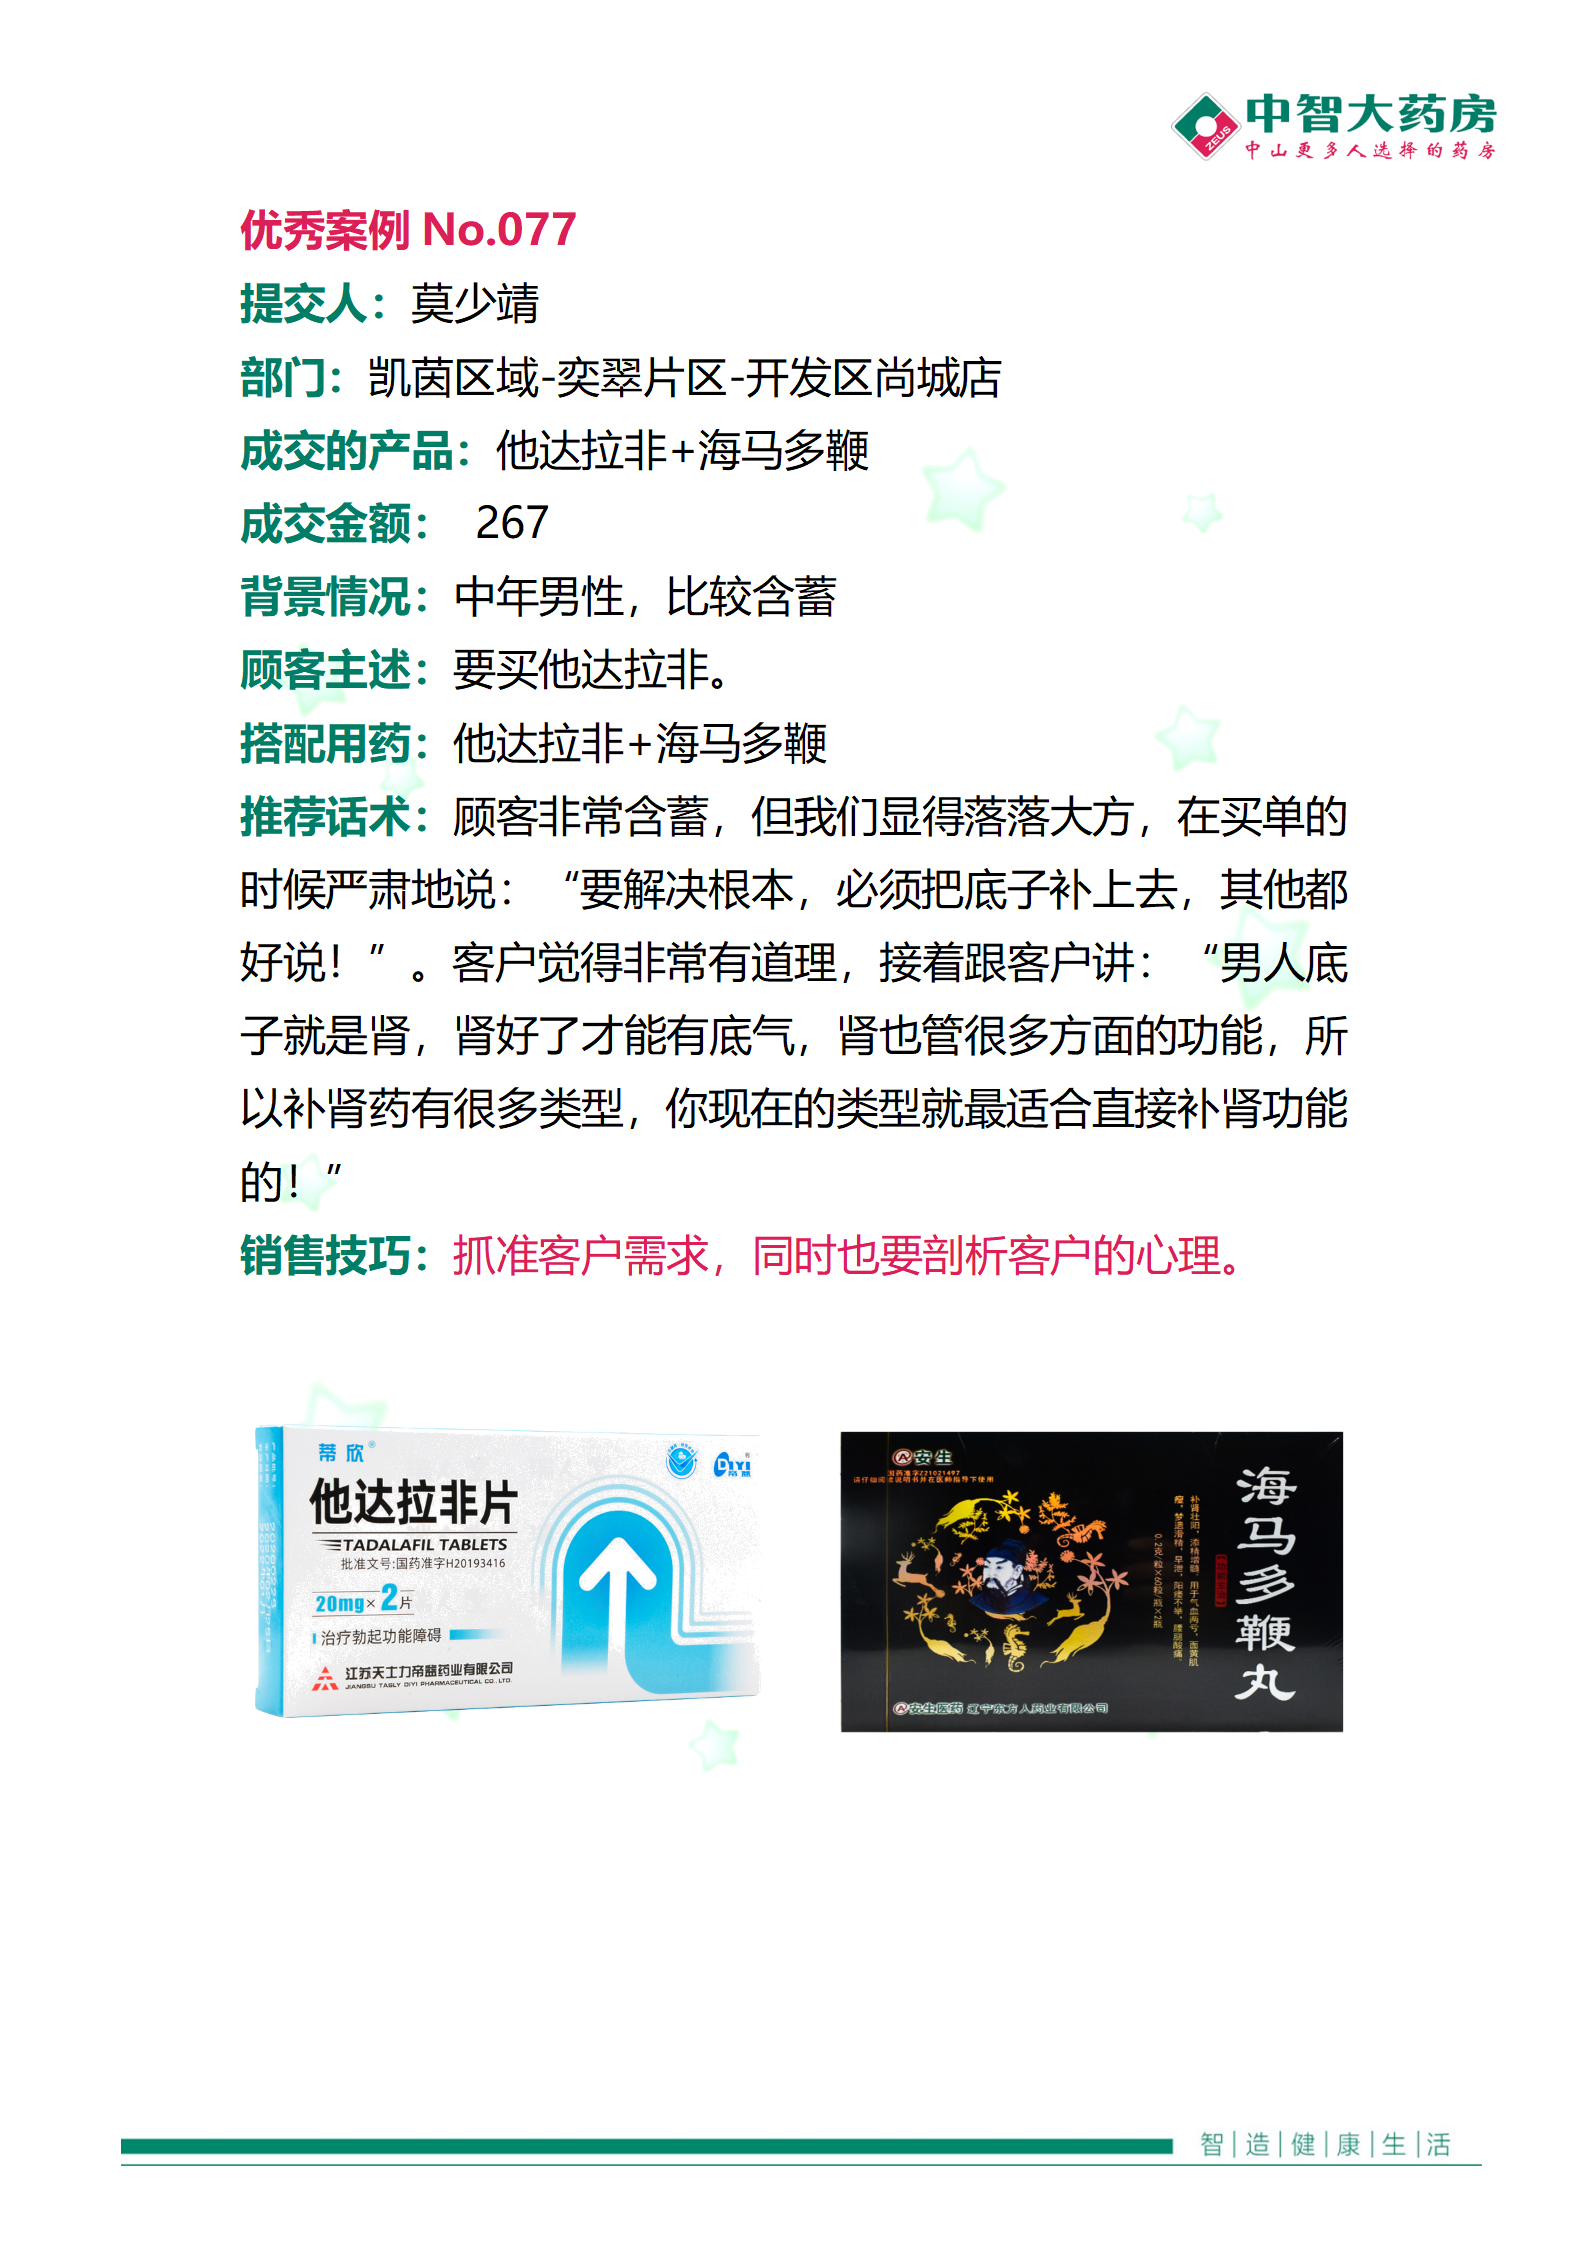 中智大药房
ZEUS
中山更多人选择的药房
优秀案例 No.077
提交人：莫少靖
部门：凯茵区域-奕翠片区-开发区尚城店
成交的产品：他达拉非+海马多鞭
成交金额： 267
背景情况：中年男性，比较含蓄
顾客主述：要买他达拉非。
搭配用药：他达拉非+海马多鞭
推荐话术：顾客非常含蓄，但我们显得落落大方，在买单的
时候严肃地说：“要解决根本，必须把底子补上去，其他都
好说！”。客户觉得非常有道理，接着跟客户讲：“男人底
子就是肾，肾好了才能有底气，肾也管很多方面的功能，所
以补肾药有很多类型，你现在的类型就最适合直接补肾功能
的！”
销售技巧：抓准客户需求，同时也要剖析客户的心理。
蒂欣®
DIYI
帝益
他达拉非片
TADALAFIL TABLETS
批准文号:国药准字H20193416
20mg×2片
治疗勃起功能障碍
江苏天士力帝益药业有限公司
JIANGSU TASLY DIYI PHARMACEUTICAL CO., LTD.
安生
国药准字Z21021497
请仔细阅读说明书并在医师指导下使用
海马多鞭丸
补肾壮阳，添精增髓。用于气血两亏，面黄肌
瘦，梦遗滑精，早泄，阳痿不举，腰腿酸痛。
0.2克/粒×60粒/瓶×2瓶
安生医药 辽宁东方人药业有限公司
智|造|健|康|生|活